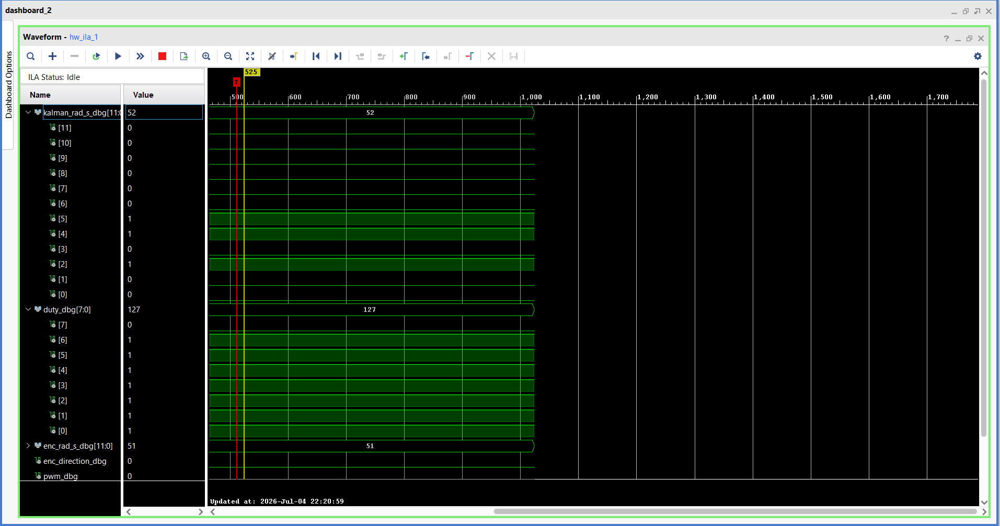 dashboard_2
Dashboard Options
Waveform - hw_ila_1
?
ILA Status: Idle
Name Value
525
T
500 600 700 800 900 1,000 1,100 1,200 1,300 1,400 1,500 1,600 1,700
kalman_rad_s_dbg[11:0 52 52
[11] 0
[10] 0
[9] 0
[8] 0
[7] 0
[6] 0
[5] 1
[4] 1
[3] 0
[2] 1
[1] 0
[0] 0
duty_dbg[7:0] 127 127
[7] 0
[6] 1
[5] 1
[4] 1
[3] 1
[2] 1
[1] 1
[0] 1
enc_rad_s_dbg[11:0] 51 51
enc_direction_dbg 0
pwm_dbg 0
Updated at: 2026-Jul-04 22:20:59